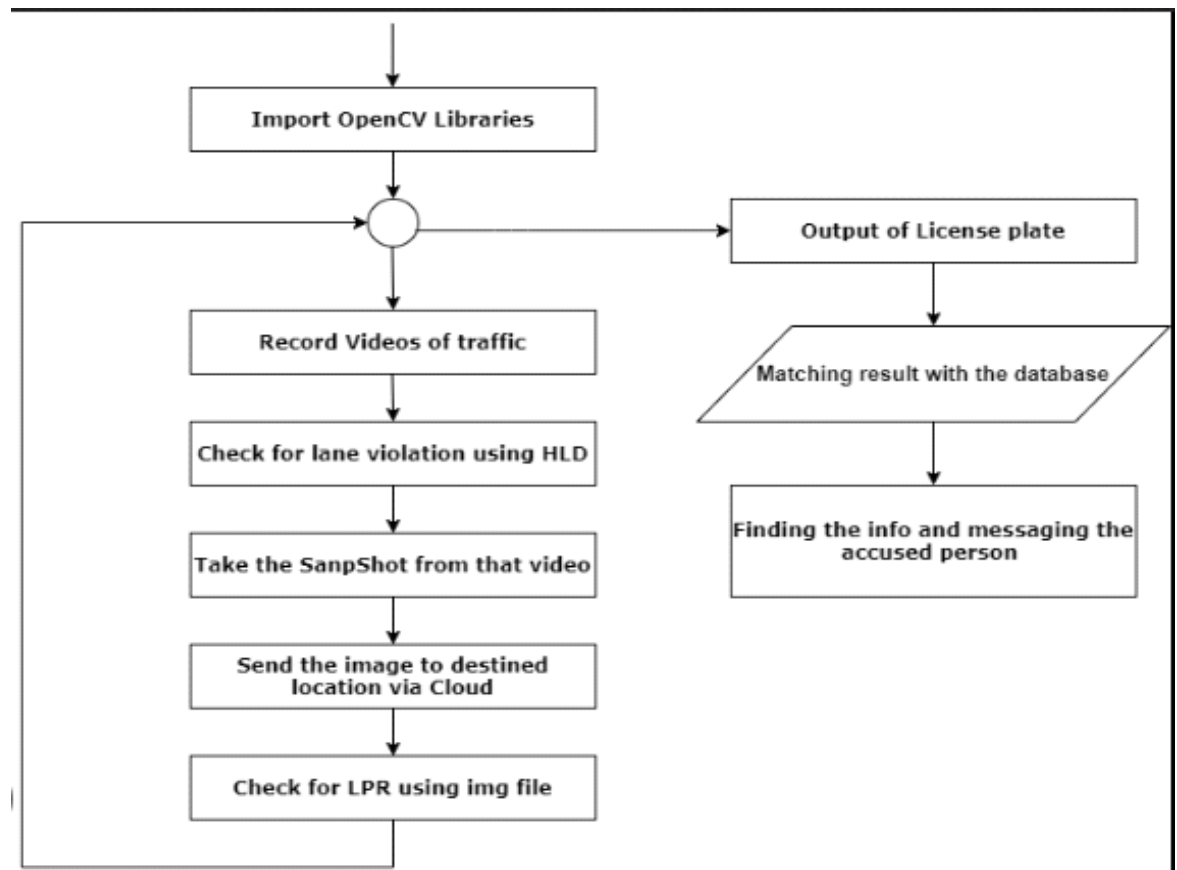 Import OpenCV Libraries
Output of License plate
Record Videos of traffic
Matching result with the database
Check for lane violation using HLD
Finding the info and messaging the
accused person
Take the SanpShot from that video
Send the image to destined
location via Cloud
Check for LPR using img file